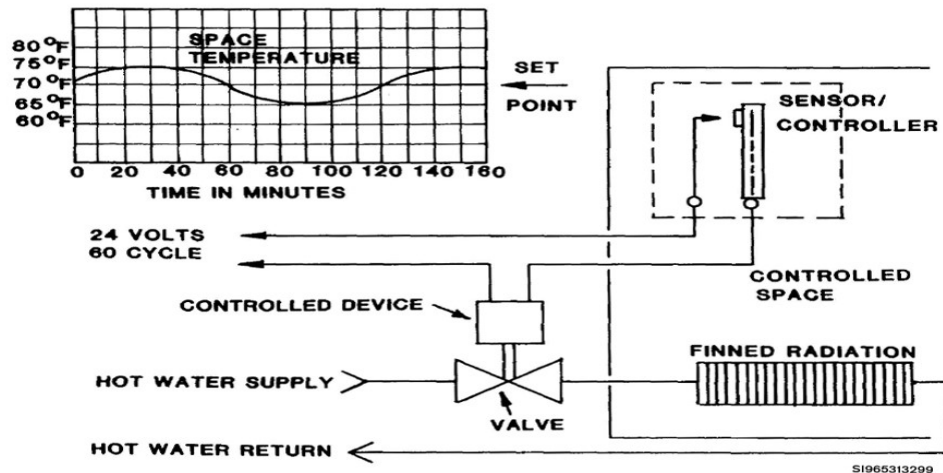 80°F
75°F
70°F
65°F
60°F
SPACE
TEMPERATURE
0 20 40 60 80 100 120 140 160
TIME IN MINUTES
SET
POINT
SENSOR/
CONTROLLER
24 VOLTS
60 CYCLE
CONTROLLED
SPACE
CONTROLLED DEVICE
FINNED RADIATION
HOT WATER SUPPLY
VALVE
HOT WATER RETURN
SI965313299